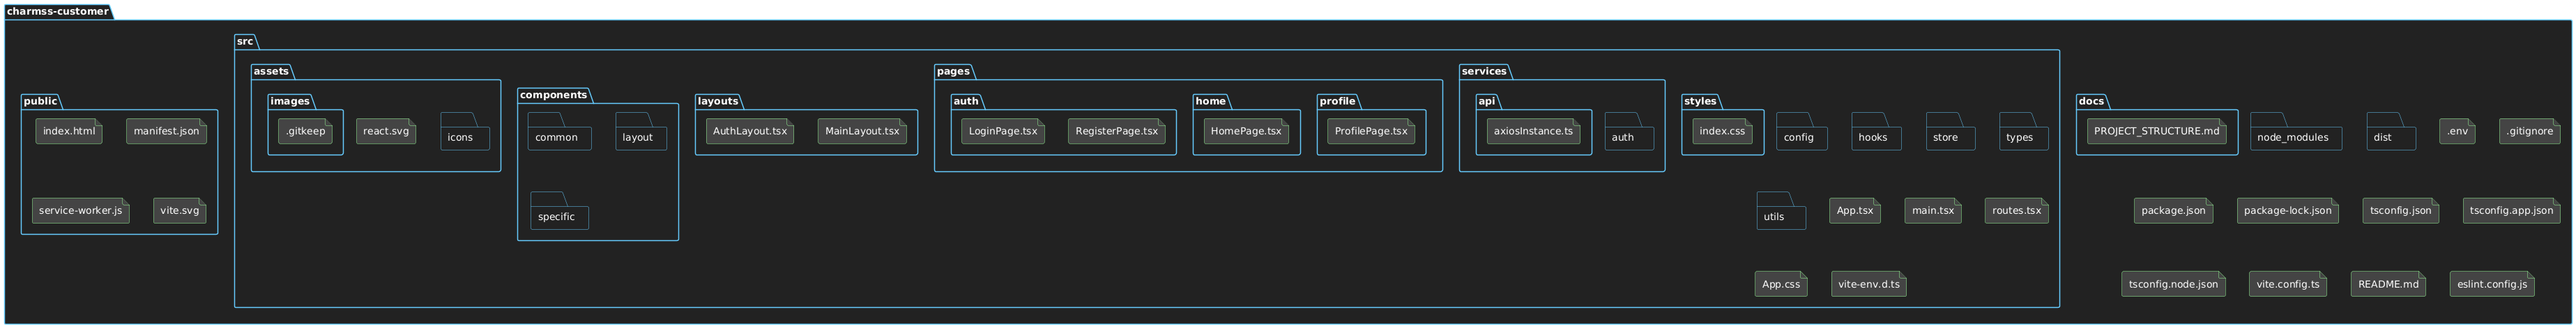 charmss-customer
public
index.html
manifest.json
service-worker.js
vite.svg
src
assets
images
.gitkeep
react.svg
icons
components
common
layout
specific
layouts
AuthLayout.tsx
MainLayout.tsx
pages
auth
LoginPage.tsx
RegisterPage.tsx
home
HomePage.tsx
profile
ProfilePage.tsx
services
api
axiosInstance.ts
auth
styles
index.css
config
hooks
store
types
utils
App.tsx
main.tsx
routes.tsx
App.css
vite-env.d.ts
docs
PROJECT_STRUCTURE.md
node_modules
dist
.env
.gitignore
package.json
package-lock.json
tsconfig.json
tsconfig.app.json
tsconfig.node.json
vite.config.ts
README.md
eslint.config.js